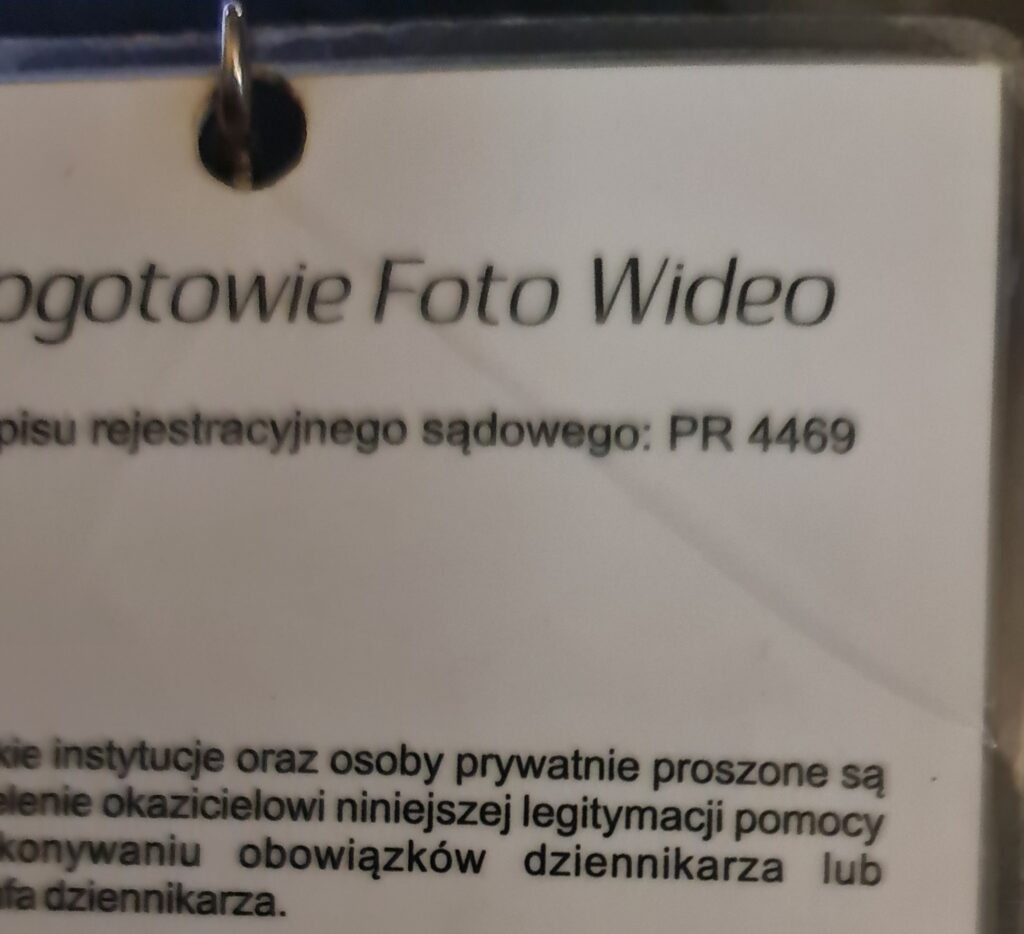 ogotowie Foto Wideo
pisu rejestracyjnego sądowego: PR 4469
kie instytucje oraz osoby prywatnie proszone są
elenie okazicielowi niniejszej legitymacji pomocy
konywaniu obowiązków dziennikarza lub
fa dziennikarza.